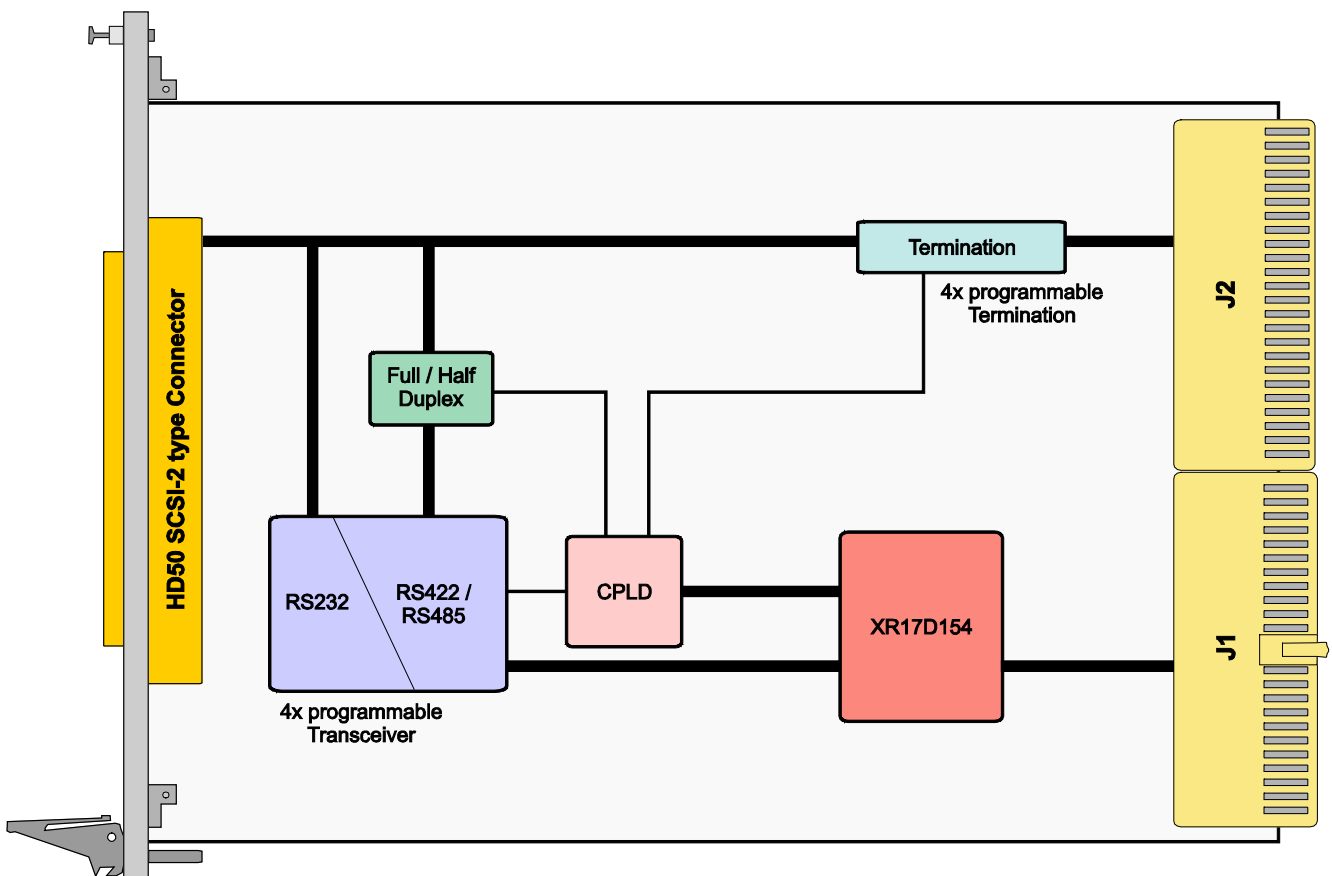 HD50 SCSI-2 type Connector
Termination
4x programmable
Termination
J2
Full / Half
Duplex
RS232
RS422 /
RS485
CPLD
XR17D154
J1
4x programmable
Transceiver